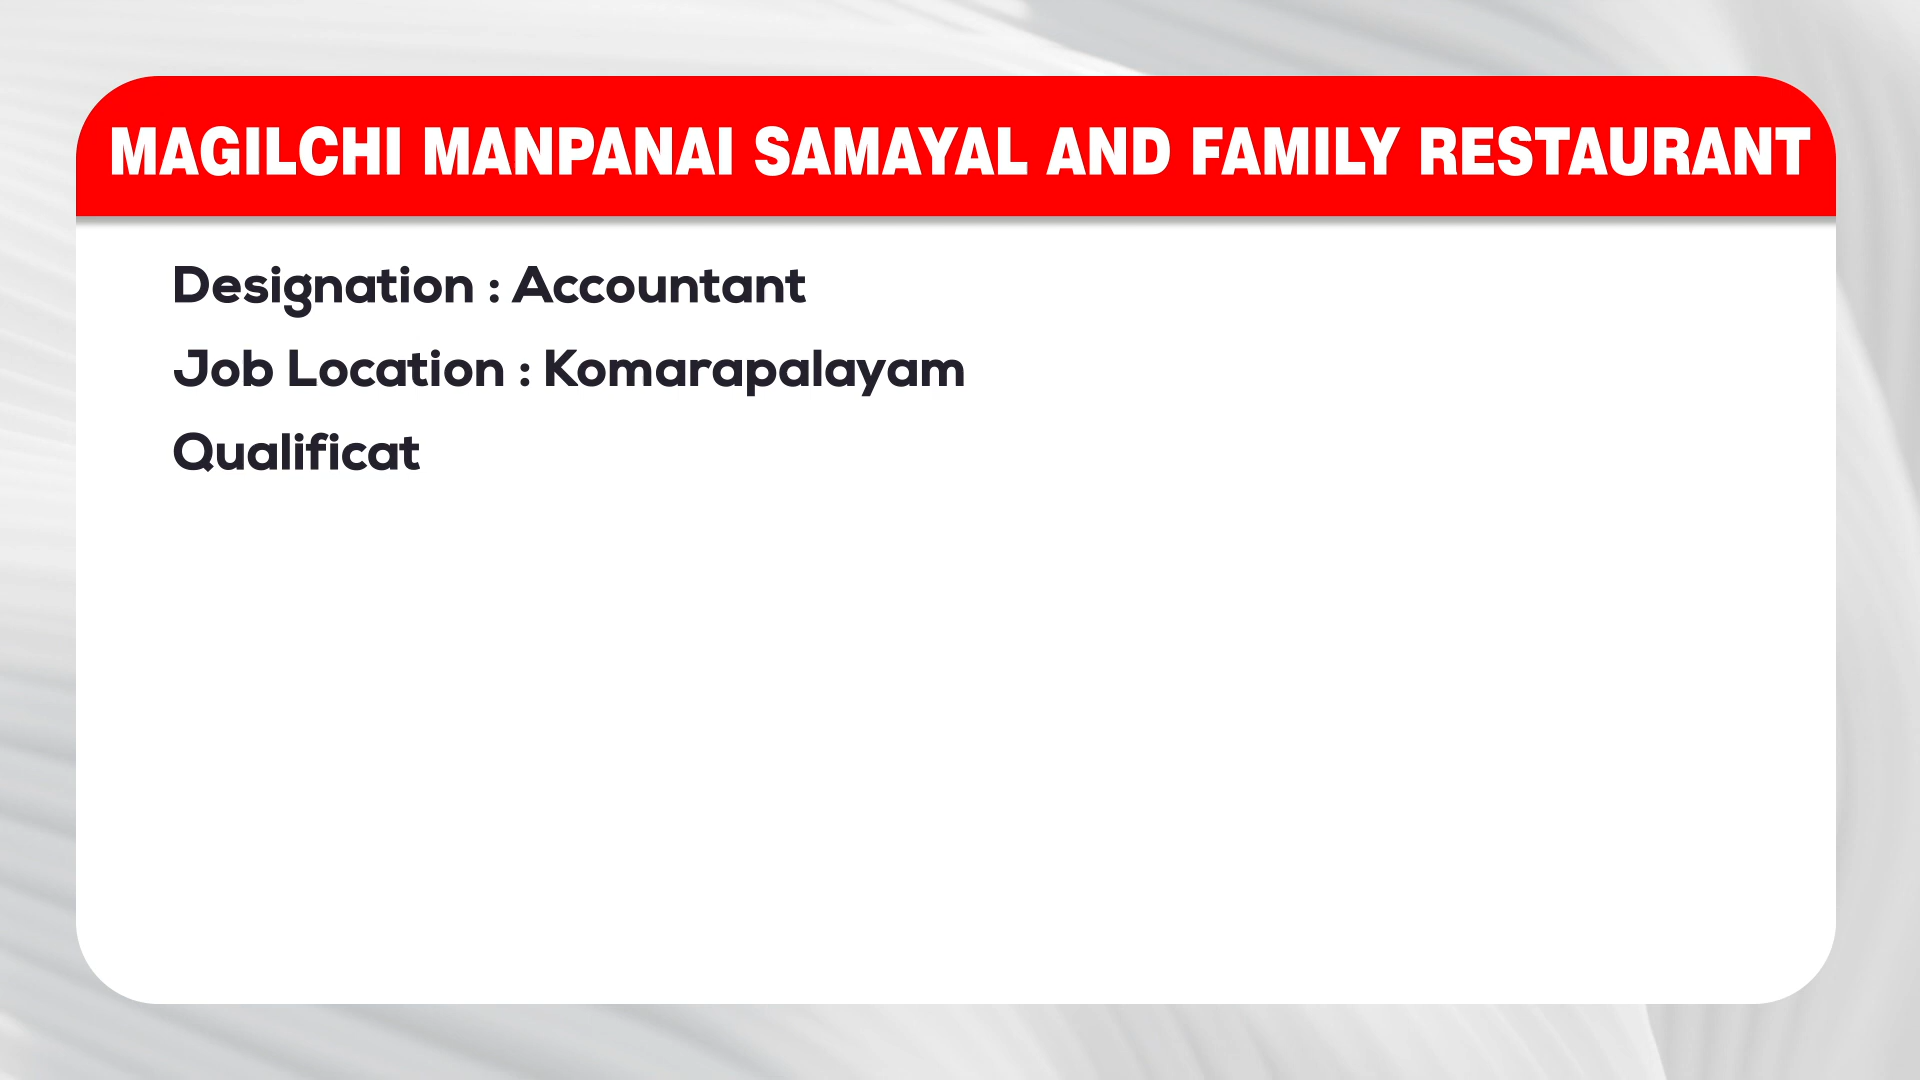 MAGILCHI MANPANAI SAMAYAL AND FAMILY RESTAURANT
Designation : Accountant
Job Location : Komarapalayam
Qualificat